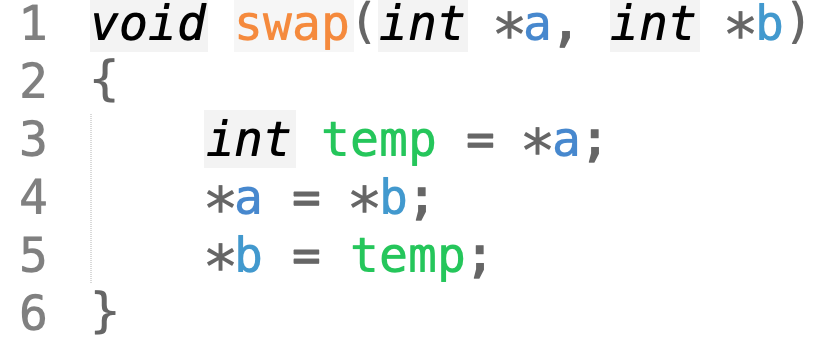 1 void swap(int *a, int *b)
2 {
3     int temp = *a;
4     *a = *b;
5     *b = temp;
6 }